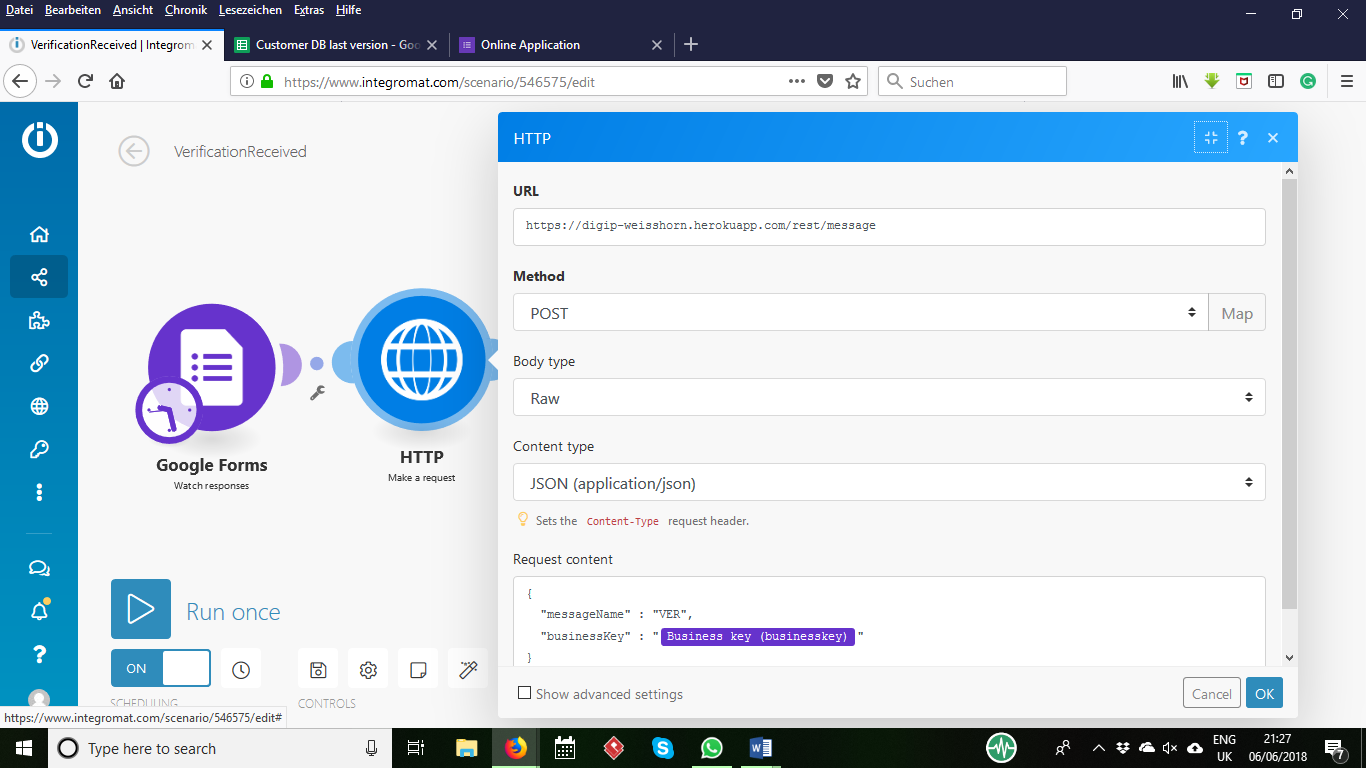 Datei Bearbeiten Ansicht Chronik Lesezeichen Extras Hilfe
VerificationReceived | Integrom
Customer DB last version - Goo
Online Application
https://www.integromat.com/scenario/546575/edit
Suchen
VerificationReceived
HTTP
URL
https://digip-weisshorn.herokuapp.com/rest/message
Method
POST
Map
Body type
Raw
Content type
JSON (application/json)
Sets the Content-Type request header.
Request content
{
"messageName" : "VER",
"businessKey" : "Business key (businesskey)"
}
Show advanced settings
Cancel
OK
Google Forms
Watch responses
HTTP
Make a request
Run once
ON
SCHEDULING
CONTROLS
https://www.integromat.com/scenario/546575/edit#
Type here to search
ENG
UK
21:27
06/06/2018
7